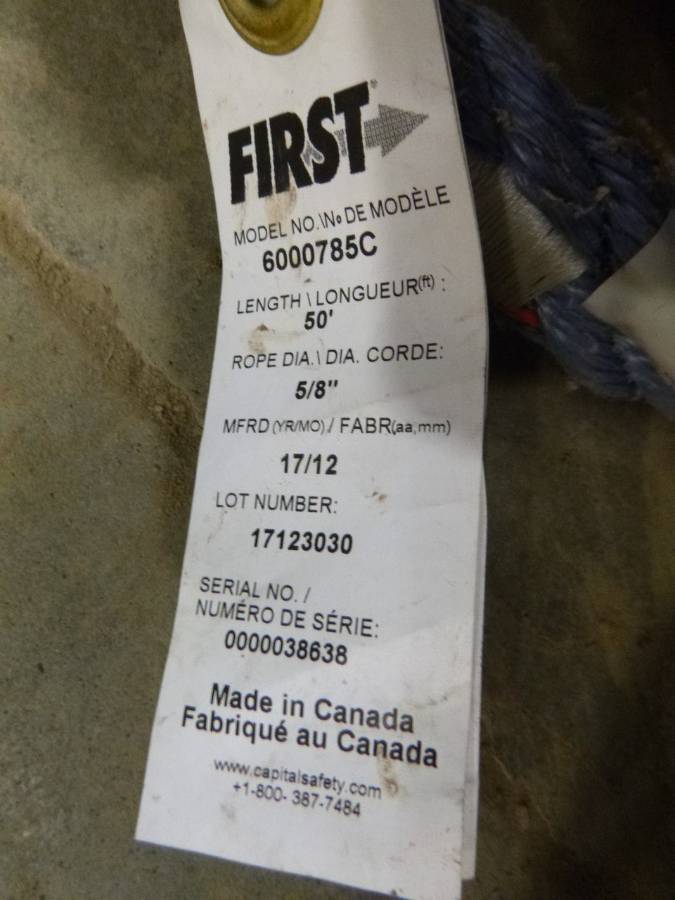 FIRST®
MODEL NO.\No DE MODÈLE
6000785C
LENGTH \ LONGUEUR(ft) :
50'
ROPE DIA.\ DIA. CORDE:
5/8"
MFRD (YR/MO) / FABR(aa,mm)
17/12
LOT NUMBER:
17123030
SERIAL NO. /
NUMÉRO DE SÉRIE:
0000038638
Made in Canada
Fabriqué au Canada
www.capitalsafety.com
+1-800- 387-7484